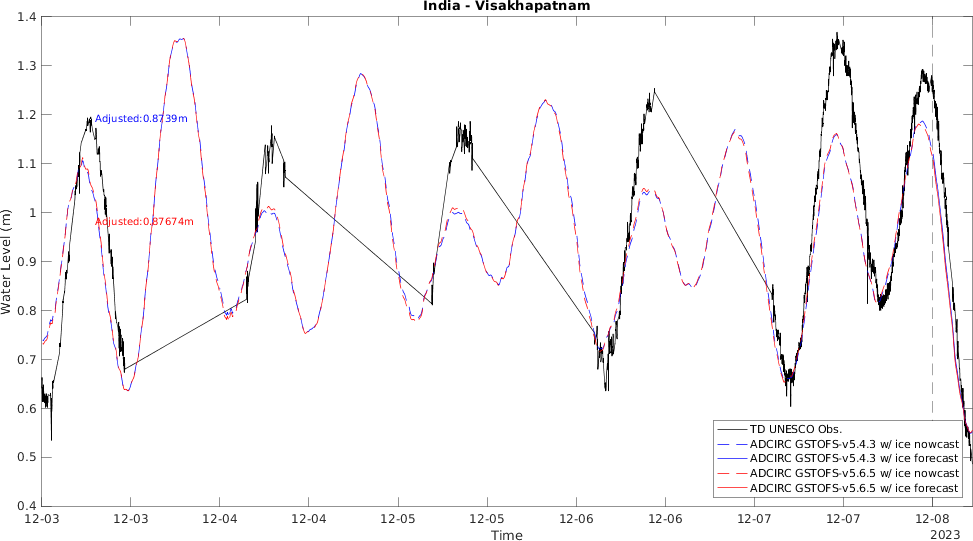 India - Visakhapatnam
1.4
1.3
1.2
1.1
1
0.9
0.8
0.7
0.6
0.5
0.4
Water Level (m)
Adjusted:0.8739m
Adjusted:0.87674m
TD UNESCO Obs.
ADCIRC GSTOFS-v5.4.3 w/ ice nowcast
ADCIRC GSTOFS-v5.4.3 w/ ice forecast
ADCIRC GSTOFS-v5.6.5 w/ ice nowcast
ADCIRC GSTOFS-v5.6.5 w/ ice forecast
12-03 12-03 12-04 12-04 12-05 12-05 12-06 12-06 12-07 12-07 12-08
2023
Time